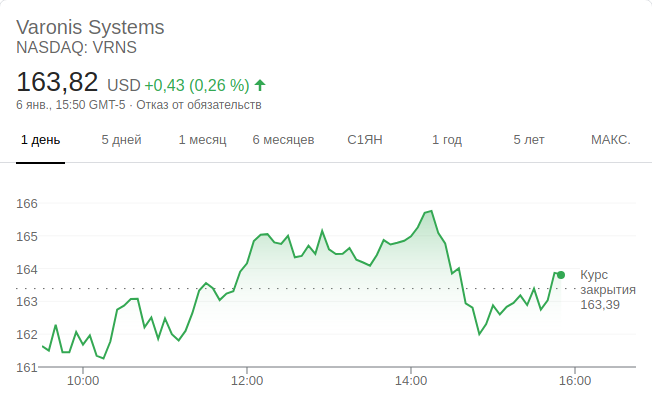 Varonis Systems
NASDAQ: VRNS
163,82 USD +0,43 (0,26 %)
6 янв., 15:50 GMT-5 · Отказ от обязательств
1 день 5 дней 1 месяц 6 месяцев С1ЯН 1 год 5 лет МАКС.
166
165
164
163
162
161
Курс
закрытия
163,39
10:00 12:00 14:00 16:00